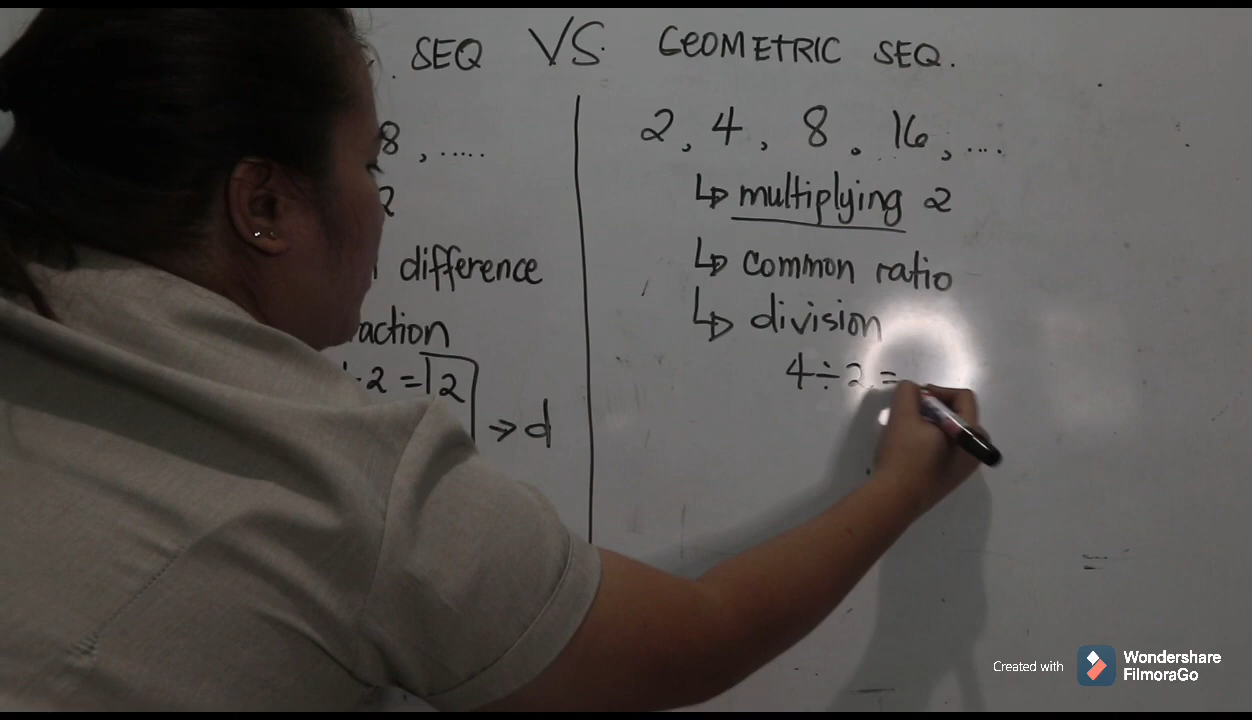 . SEQ VS. GEOMETRIC SEQ.
8, .....
2
difference
action
2 = 2
→ d
2, 4, 8. 16, ....
↳ multiplying 2
↳ common ratio
↳ division
4 ÷ 2 =
=
Created with Wondershare FilmoraGo